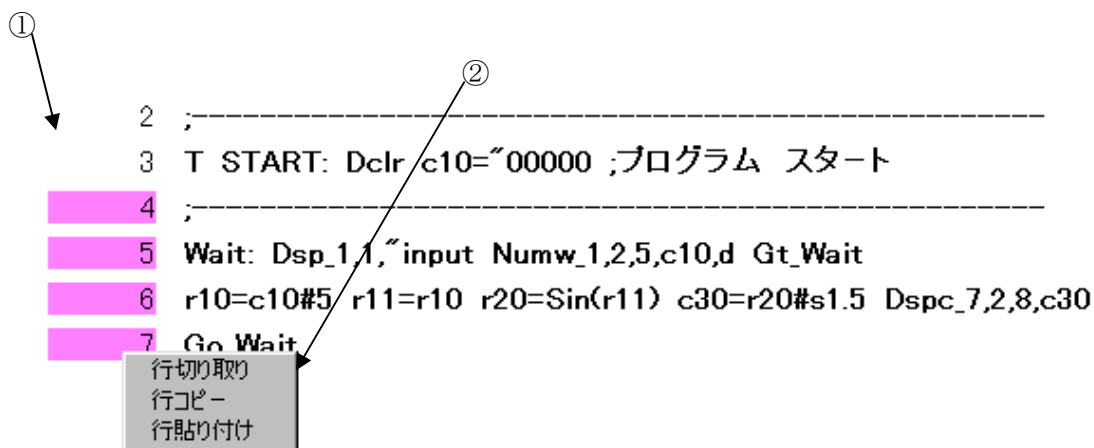 ①
②
2 ;--------------------------------------------------
3 T START: Dclr c10="00000 ;プログラム スタート
4 ;--------------------------------------------------
5 Wait: Dsp_1,1,"input Numw_1,2,5,c10,d Gt_Wait
6 r10=c10#5 r11=r10 r20=Sin(r11) c30=r20#s1.5 Dspc_7,2,8,c30
7 Go Wait
行切り取り
行コピー
行貼り付け